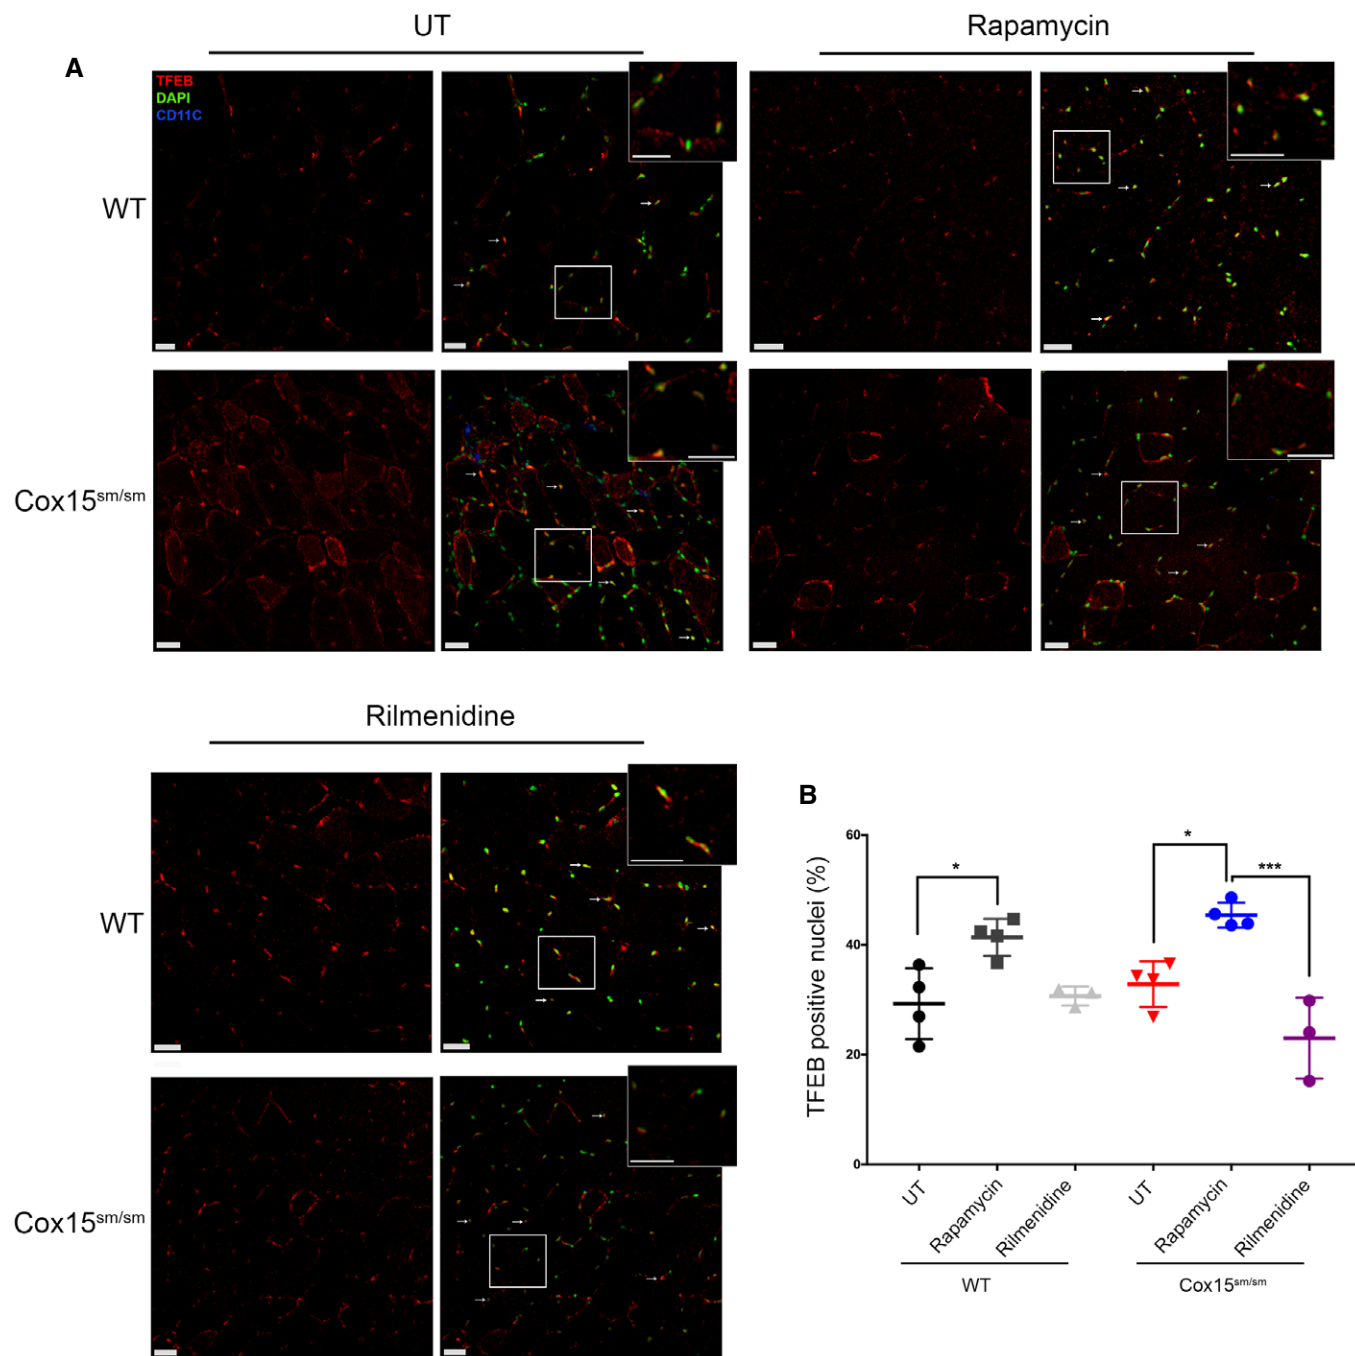 UT
Rapamycin
A
TFEB
DAPI
CD11C
WT
Cox15sm/sm
Rilmenidine
WT
Cox15sm/sm
B
TFEB positive nuclei (%)
60
40
20
0
*
*
***
UT
Rapamycin
Rilmenidine
UT
Rapamycin
Rilmenidine
WT
Cox15sm/sm